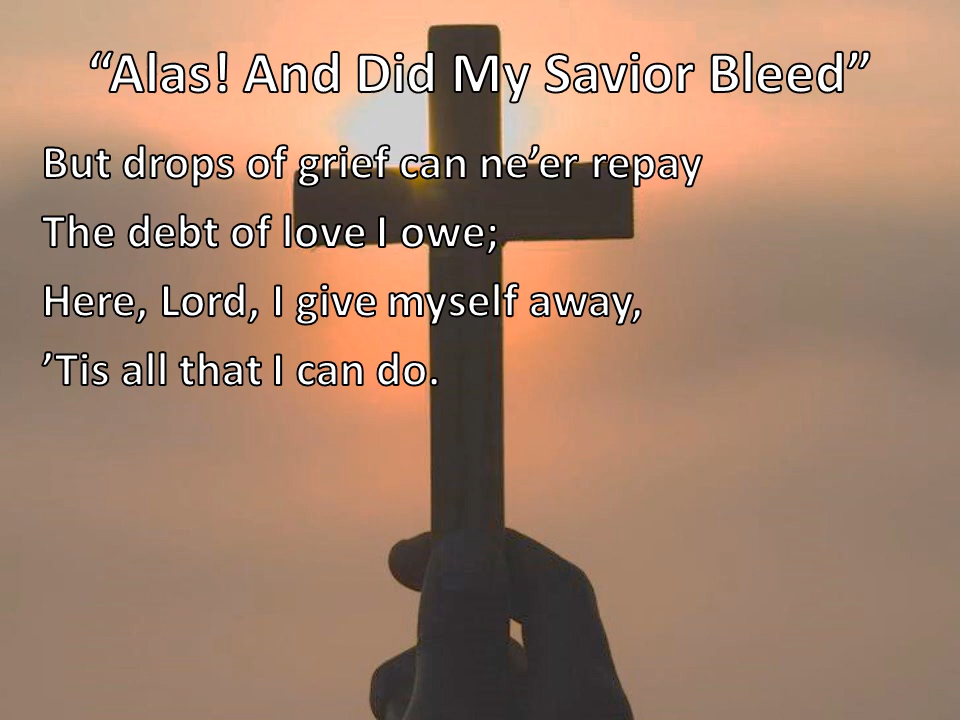 “Alas! And Did My Savior Bleed”
But drops of grief can ne’er repay
The debt of love I owe;
Here, Lord, I give myself away,
’Tis all that I can do.